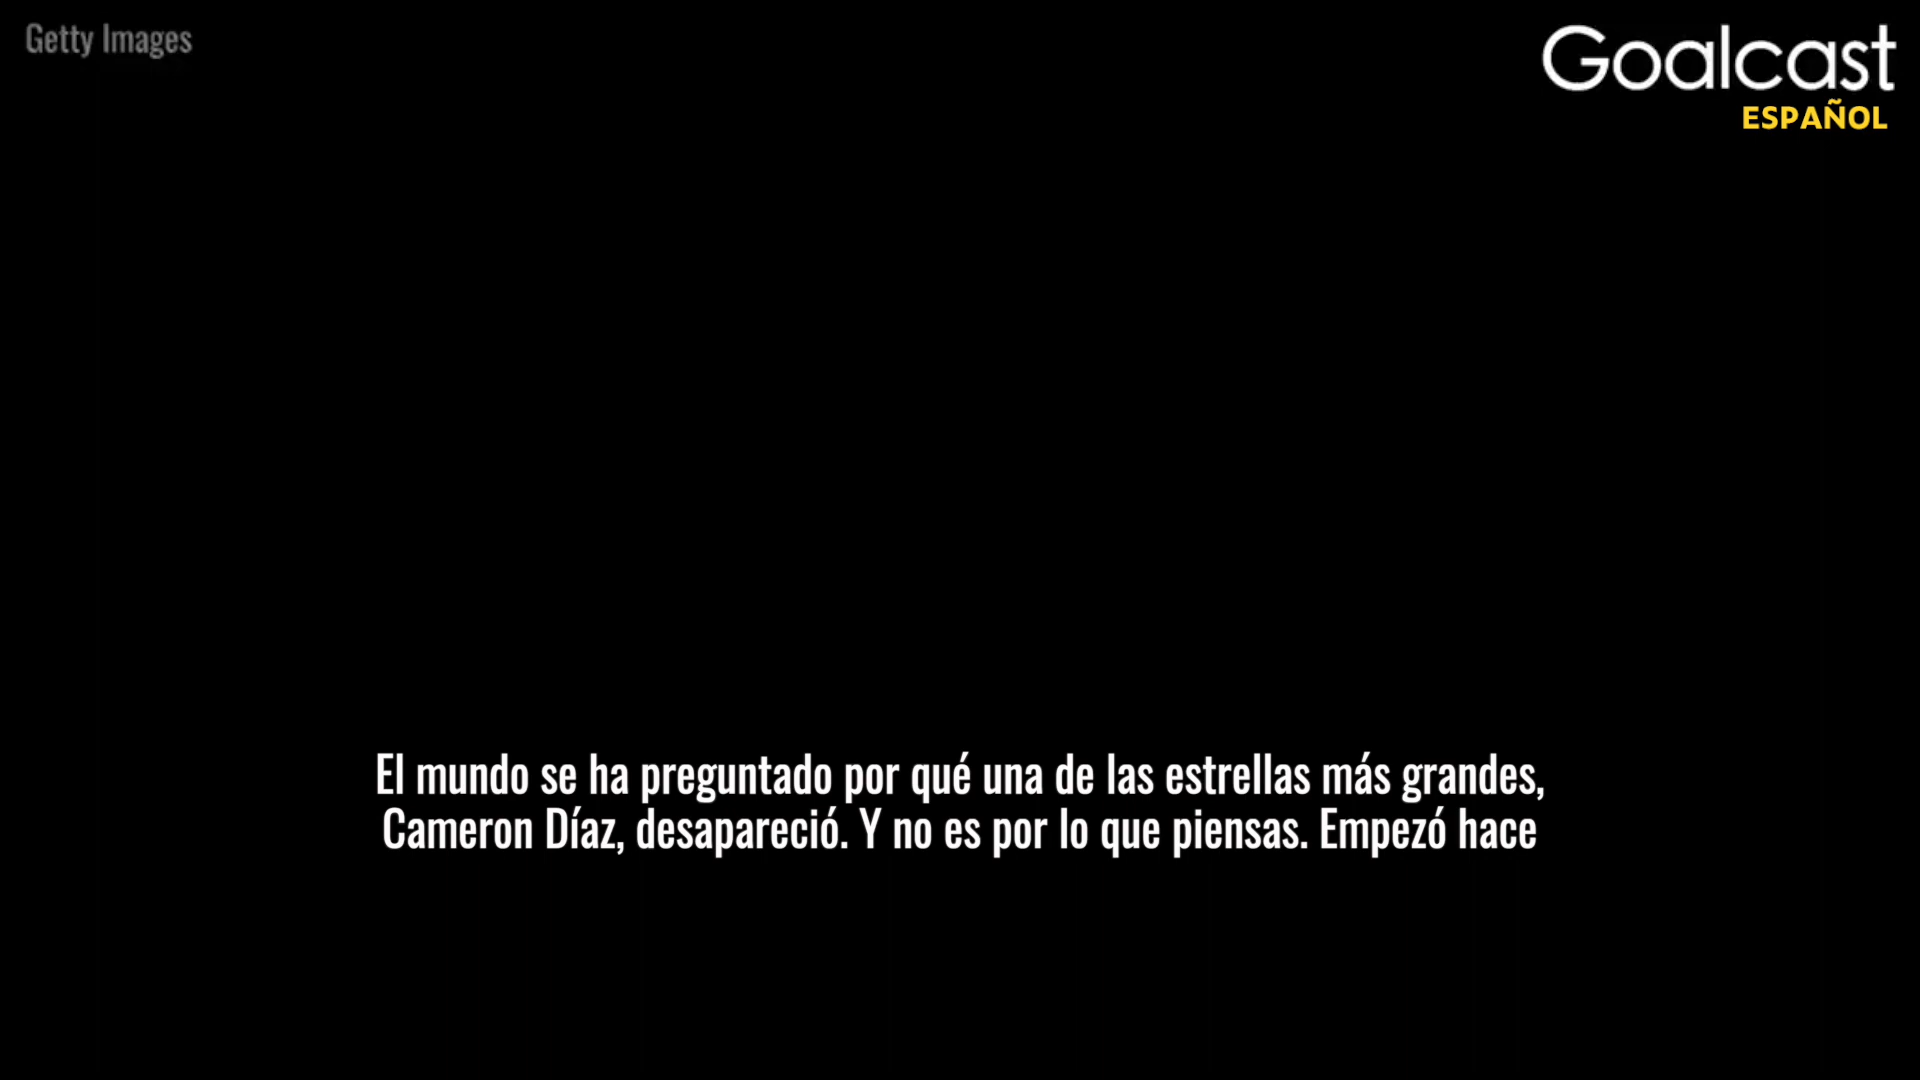 Getty Images
Goalcast
ESPAÑOL
El mundo se ha preguntado por qué una de las estrellas más grandes,
Cameron Díaz, desapareció. Y no es por lo que piensas. Empezó hace